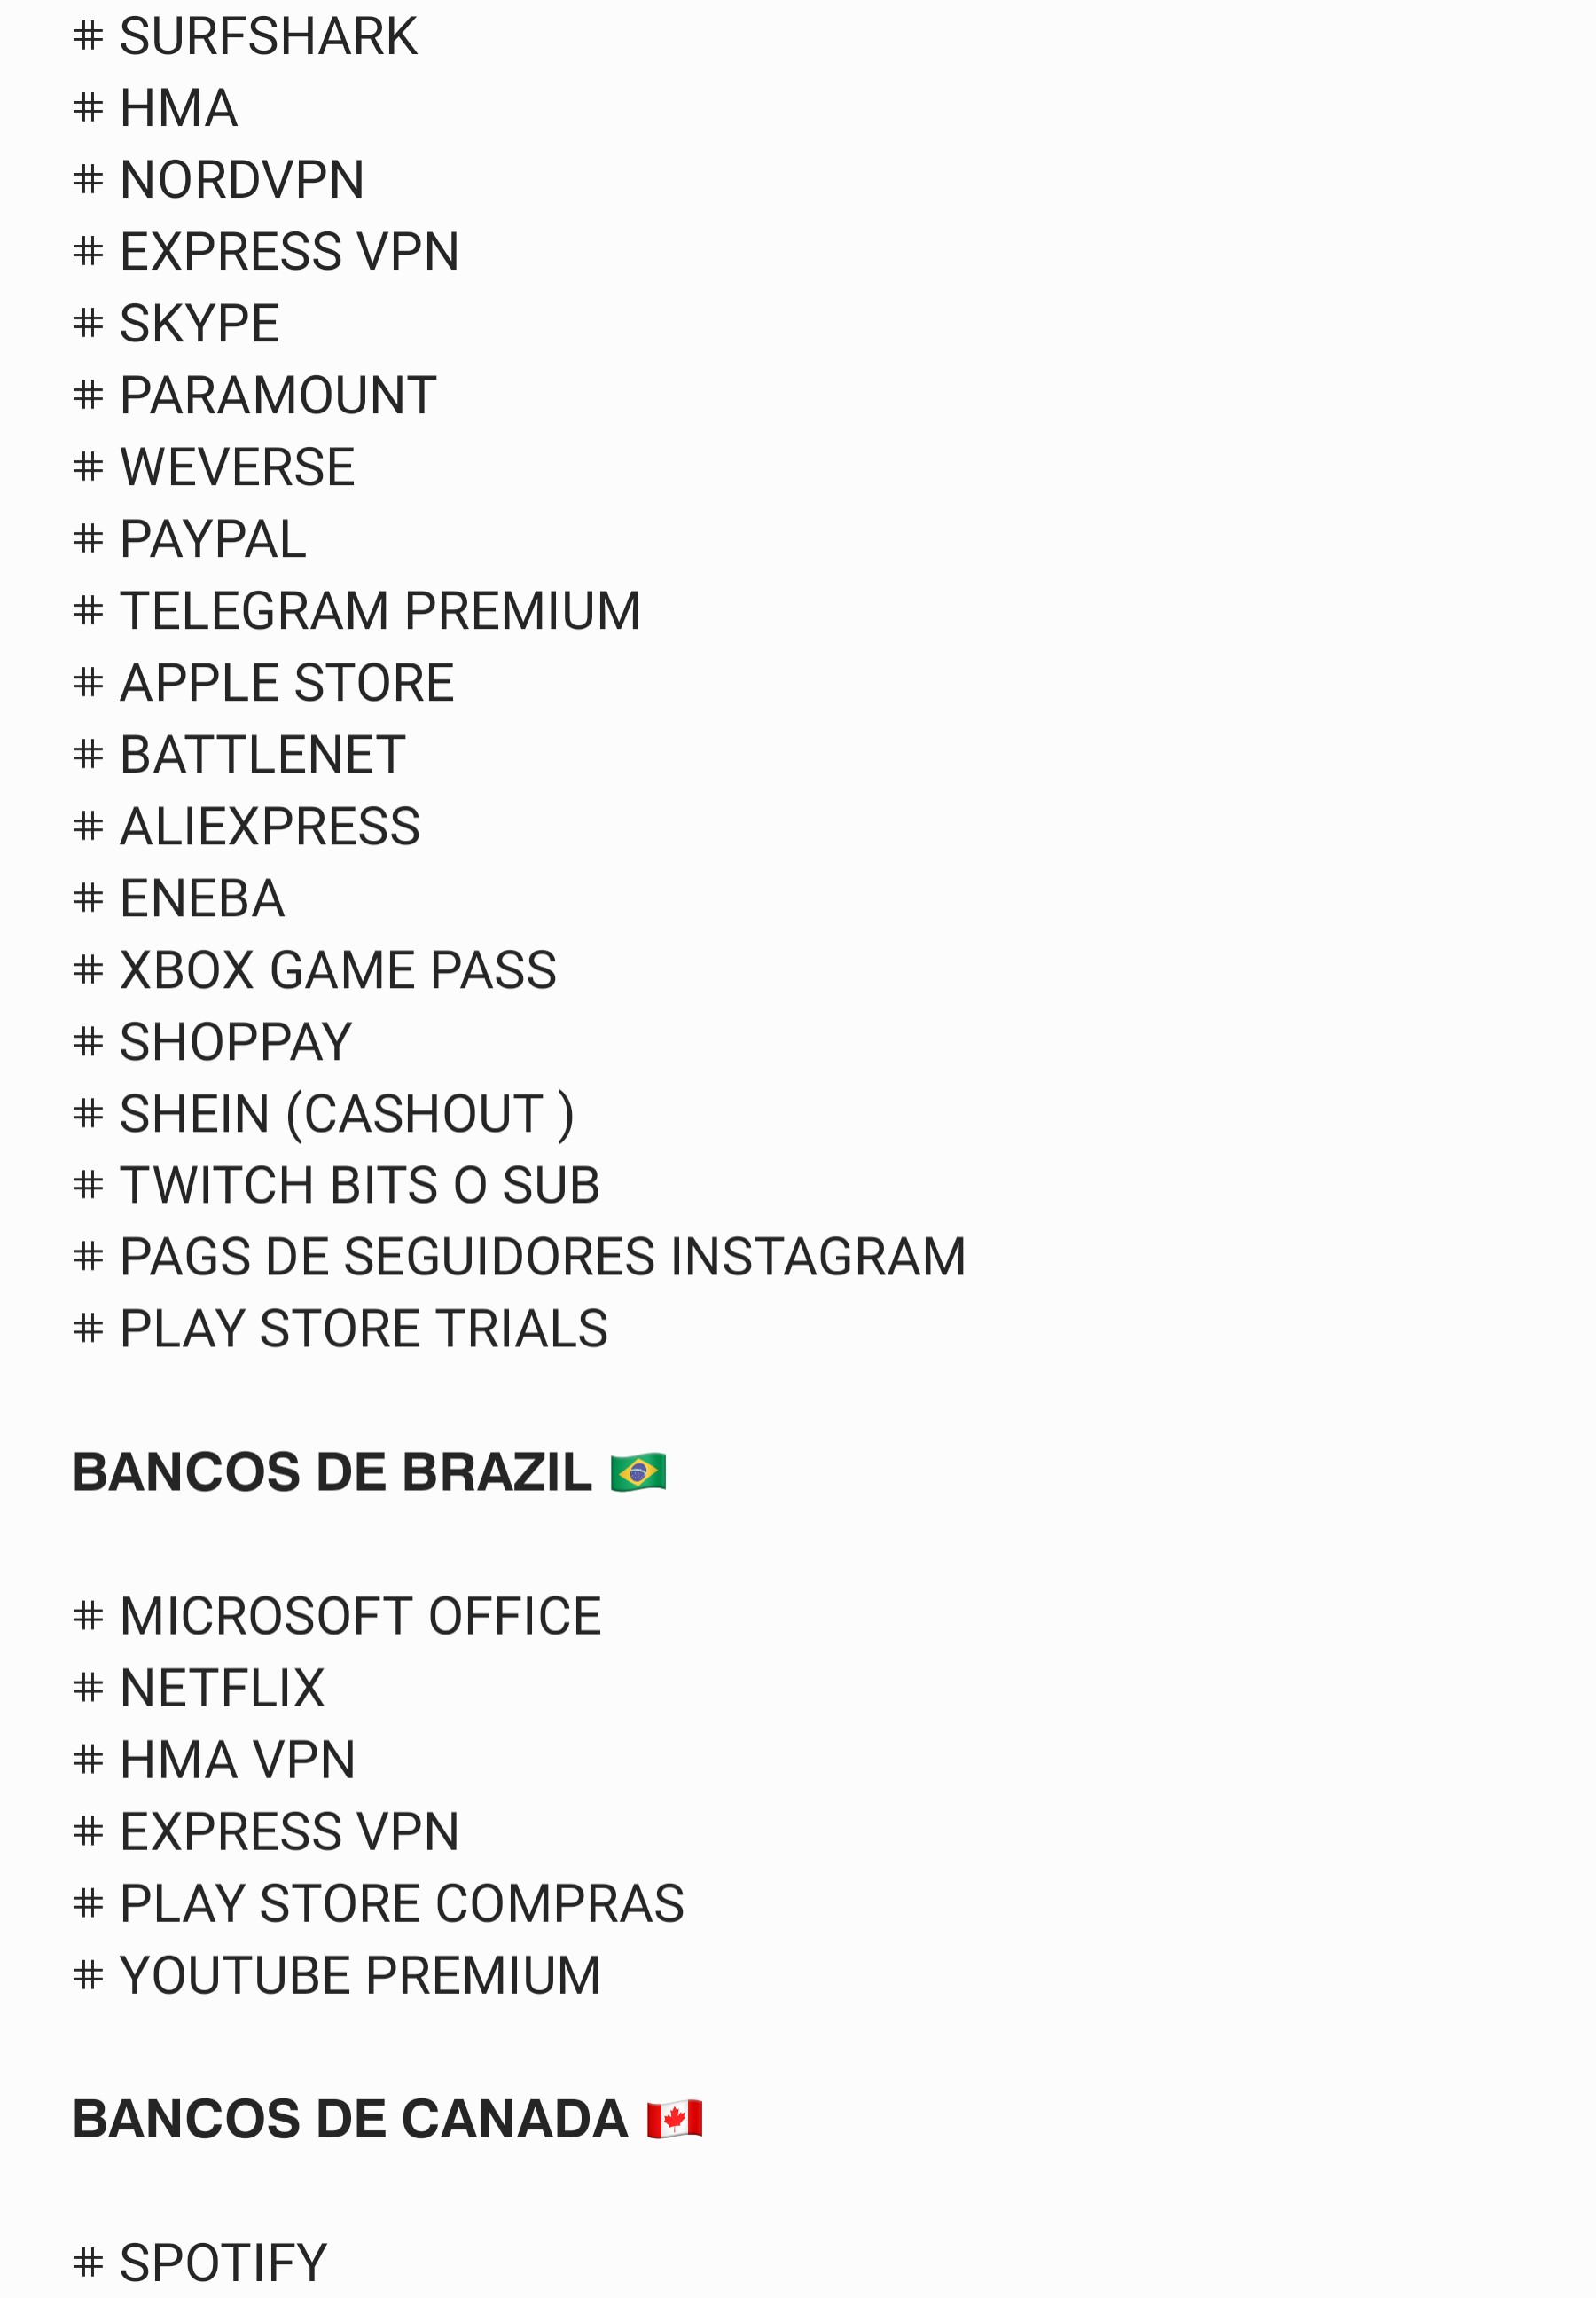 # SURFSHARK
# HMA
# NORDVPN
# EXPRESS VPN
# SKYPE
# PARAMOUNT
# WEVERSE
# PAYPAL
# TELEGRAM PREMIUM
# APPLE STORE
# BATTLENET
# ALIEXPRESS
# ENEBA
# XBOX GAME PASS
# SHOPPAY
# SHEIN (CASHOUT )
# TWITCH BITS O SUB
# PAGS DE SEGUIDORES INSTAGRAM
# PLAY STORE TRIALS
BANCOS DE BRAZIL 🇧🇷
# MICROSOFT OFFICE
# NETFLIX
# HMA VPN
# EXPRESS VPN
# PLAY STORE COMPRAS
# YOUTUBE PREMIUM
BANCOS DE CANADA 🇨🇦
# SPOTIFY